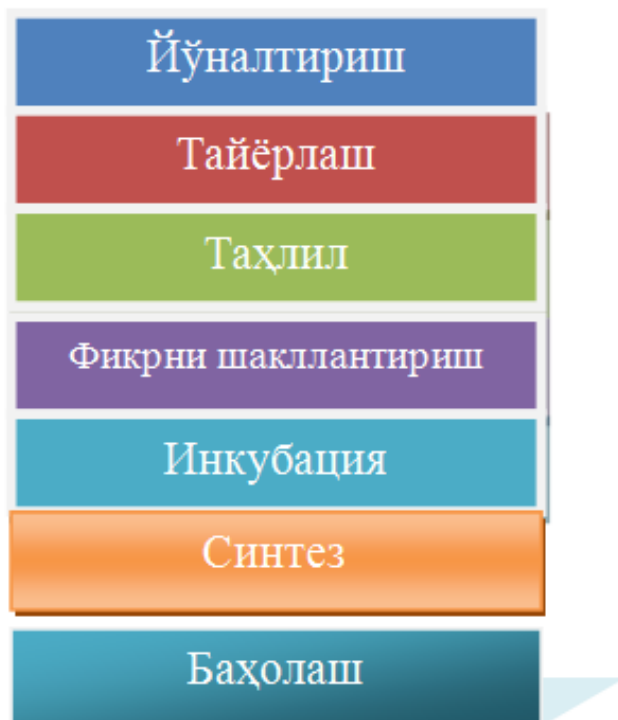 Йўналтириш
Тайёрлаш
Таҳлил
Фикрни шакллантириш
Инкубация
Синтез
Баҳолаш